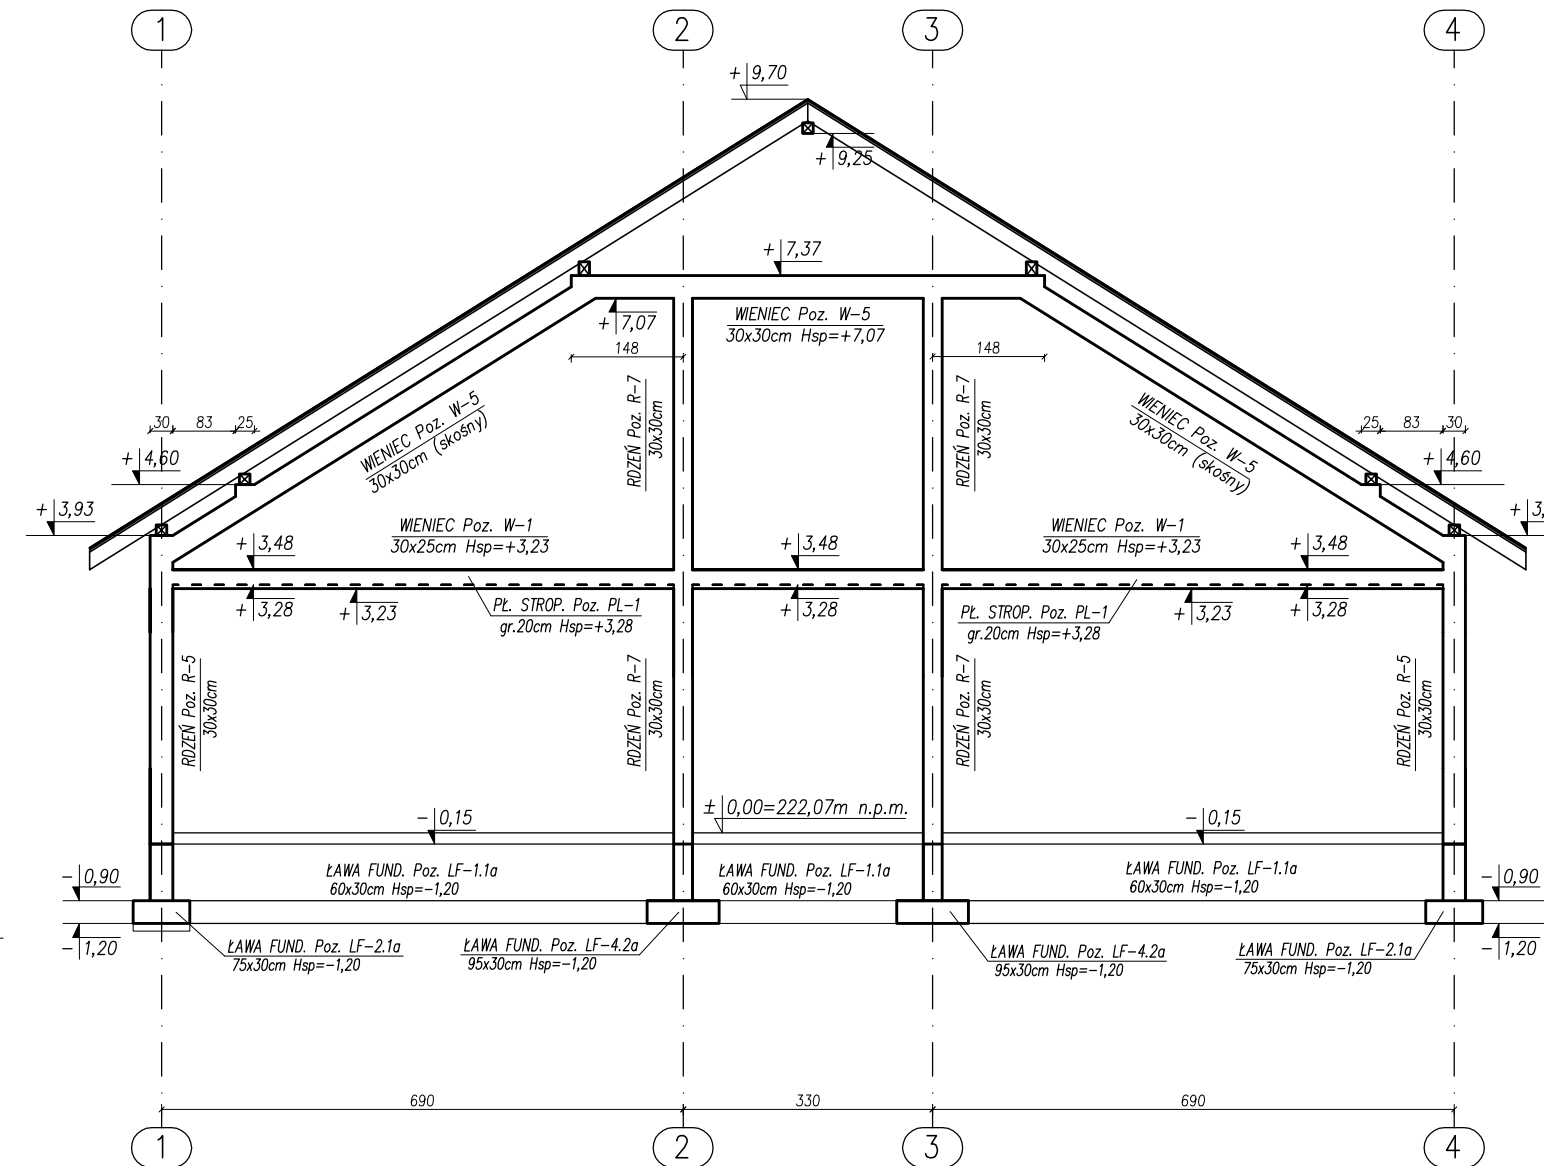 1 2 3 4
+ 9,70
+ 9,25
+ 7,37
+ 7,07
WIENIEC Poz. W-5
30x30cm Hsp=+7,07
148
148
RDZEŃ Poz. R-7
30x30cm
RDZEŃ Poz. R-7
30x30cm
WIENIEC Poz. W-5
30x30cm (skośny)
WIENIEC Poz. W-5
30x30cm (skośny)
30 83 25
25 83 30
+ 4,60
+ 4,60
+ 3,93
+ 3,
WIENIEC Poz. W-1
30x25cm Hsp=+3,23
WIENIEC Poz. W-1
30x25cm Hsp=+3,23
+ 3,48
+ 3,48
+ 3,48
+ 3,28
+ 3,23
+ 3,28
+ 3,23
+ 3,28
PŁ. STROP. Poz. PL-1
gr.20cm Hsp=+3,28
PŁ. STROP. Poz. PL-1
gr.20cm Hsp=+3,28
RDZEŃ Poz. R-5
30x30cm
RDZEŃ Poz. R-7
30x30cm
RDZEŃ Poz. R-7
30x30cm
RDZEŃ Poz. R-5
30x30cm
- 0,15
± 0,00=222,07m n.p.m.
- 0,15
ŁAWA FUND. Poz. LF-1.1a
60x30cm Hsp=-1,20
ŁAWA FUND. Poz. LF-1.1a
60x30cm Hsp=-1,20
ŁAWA FUND. Poz. LF-1.1a
60x30cm Hsp=-1,20
- 0,90
- 0,90
- 1,20
- 1,20
ŁAWA FUND. Poz. LF-2.1a
75x30cm Hsp=-1,20
ŁAWA FUND. Poz. LF-4.2a
95x30cm Hsp=-1,20
ŁAWA FUND. Poz. LF-4.2a
95x30cm Hsp=-1,20
ŁAWA FUND. Poz. LF-2.1a
75x30cm Hsp=-1,20
690 330 690
1 2 3 4